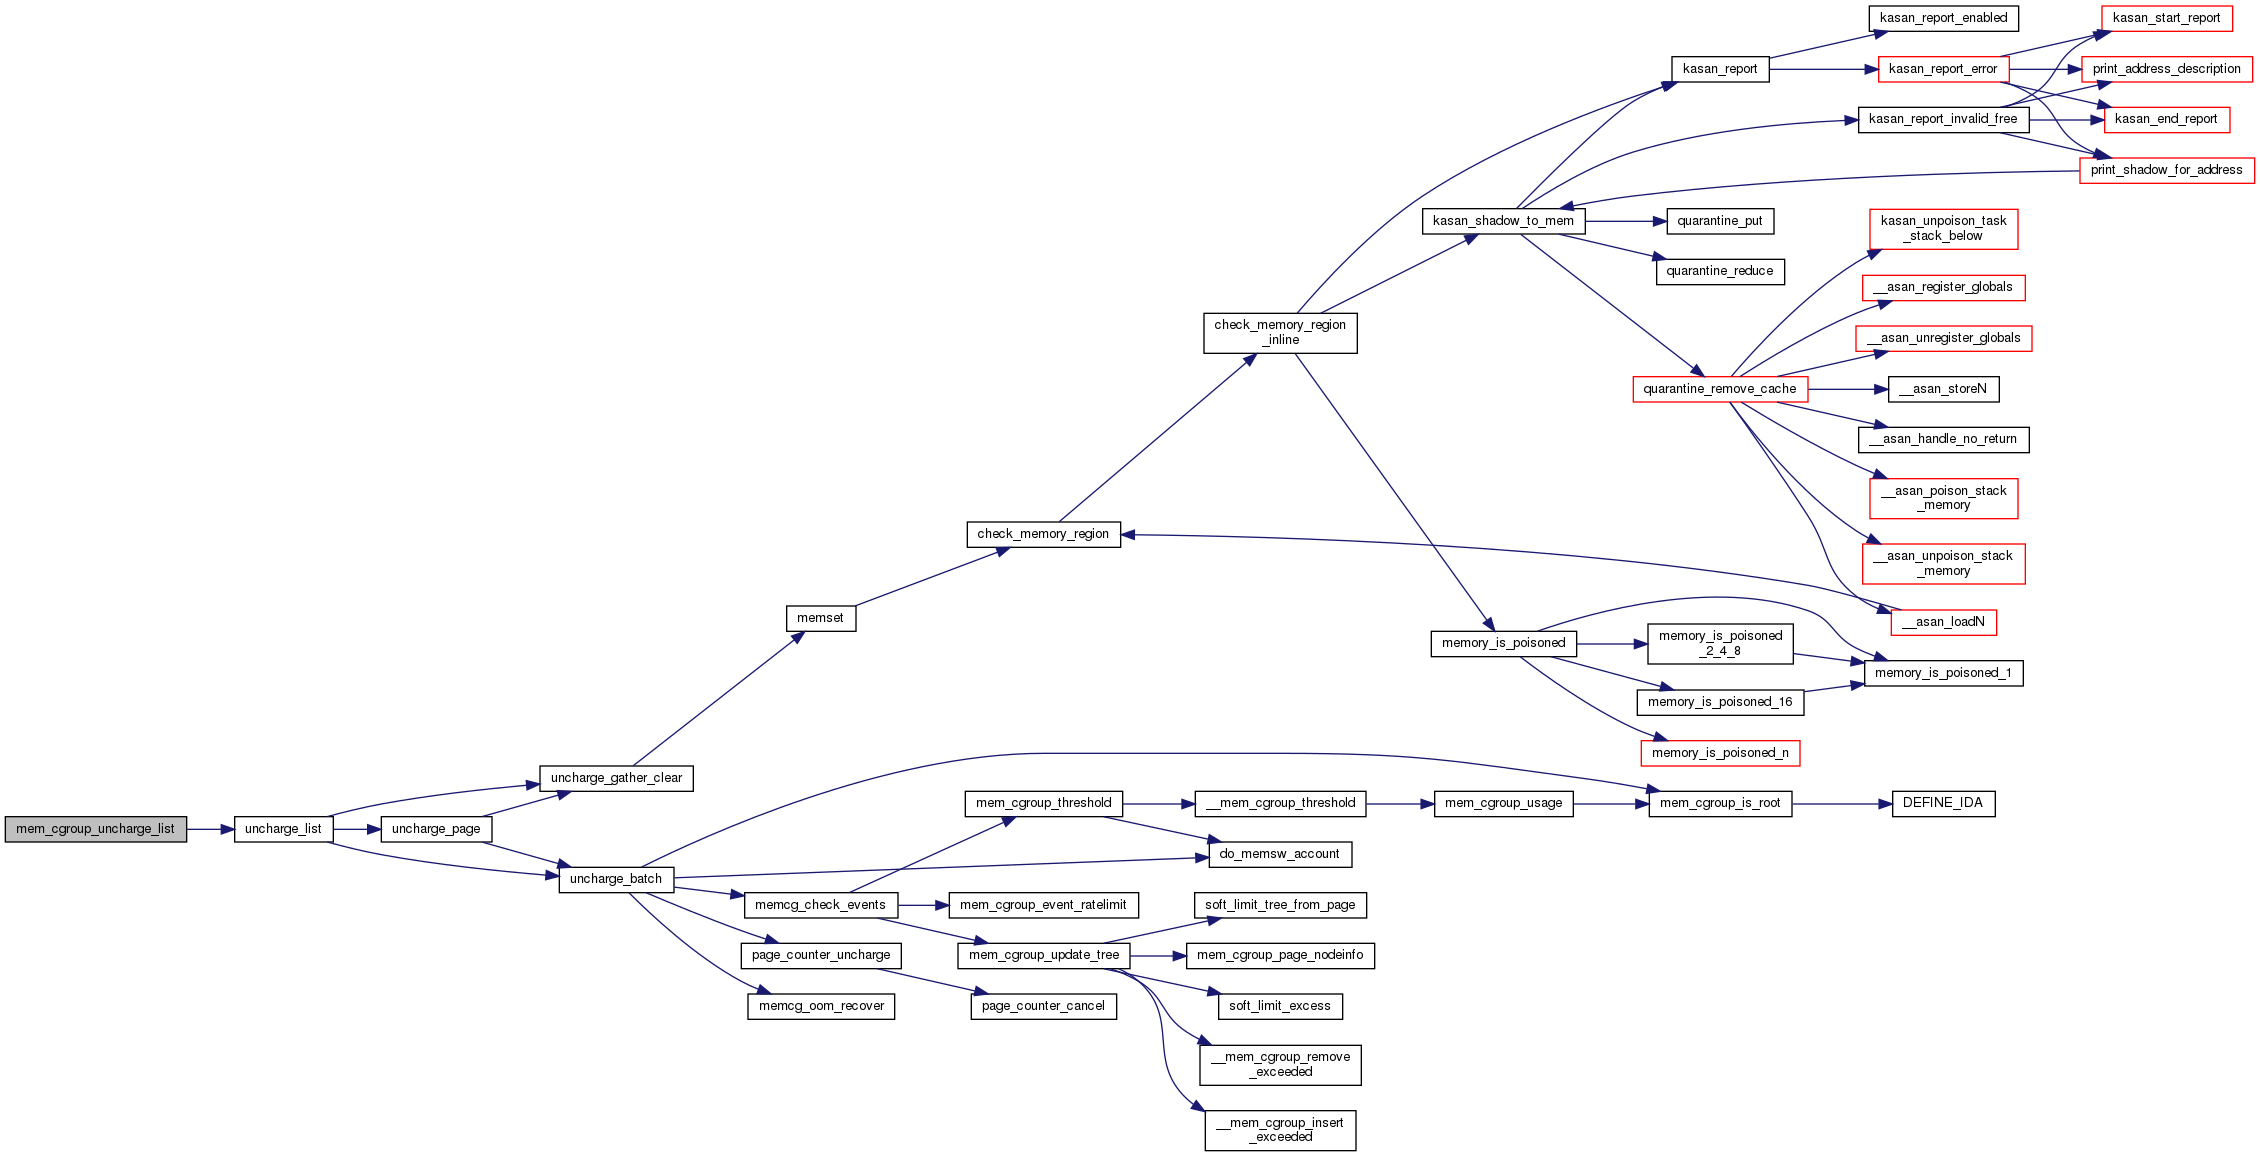 mem_cgroup_uncharge_list
uncharge_list
uncharge_page
uncharge_gather_clear
uncharge_batch
memset
memcg_check_events
page_counter_uncharge
memcg_oom_recover
check_memory_region
mem_cgroup_threshold
mem_cgroup_event_ratelimit
mem_cgroup_update_tree
page_counter_cancel
check_memory_region
_inline
__mem_cgroup_threshold
do_memsw_account
soft_limit_tree_from_page
mem_cgroup_page_nodeinfo
soft_limit_excess
__mem_cgroup_remove
_exceeded
__mem_cgroup_insert
_exceeded
kasan_shadow_to_mem
memory_is_poisoned
mem_cgroup_usage
kasan_report
quarantine_put
quarantine_reduce
quarantine_remove_cache
memory_is_poisoned
_2_4_8
memory_is_poisoned_16
memory_is_poisoned_n
mem_cgroup_is_root
kasan_report_enabled
kasan_report_error
kasan_report_invalid_free
kasan_unpoison_task
_stack_below
__asan_register_globals
__asan_unregister_globals
__asan_storeN
__asan_handle_no_return
__asan_poison_stack
_memory
__asan_unpoison_stack
_memory
__asan_loadN
memory_is_poisoned_1
DEFINE_IDA
kasan_start_report
print_address_description
kasan_end_report
print_shadow_for_address